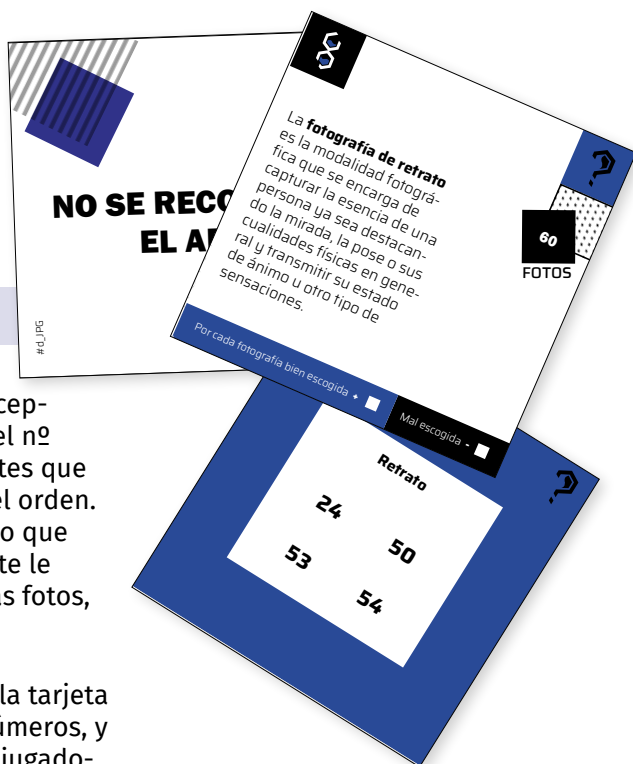 NO SE RECO
EL A
#d_IPG
La fotografía de retrato
es la modalidad fotográ-
fica que se encarga de
capturar la esencia de una
persona ya sea destacan-
do la mirada, la pose o sus
cualidades físicas en gene-
ral y transmitir su estado
de ánimo u otro tipo de
sensaciones.
?
60
FOTOS
Por cada fotografía bien escogida +
Mal escogida -
?
Retrato
24
50
53
54
cep-
el nº
tes que
el orden.
o que
te le
as fotos,
la tarjeta
úmeros, y
jugado-